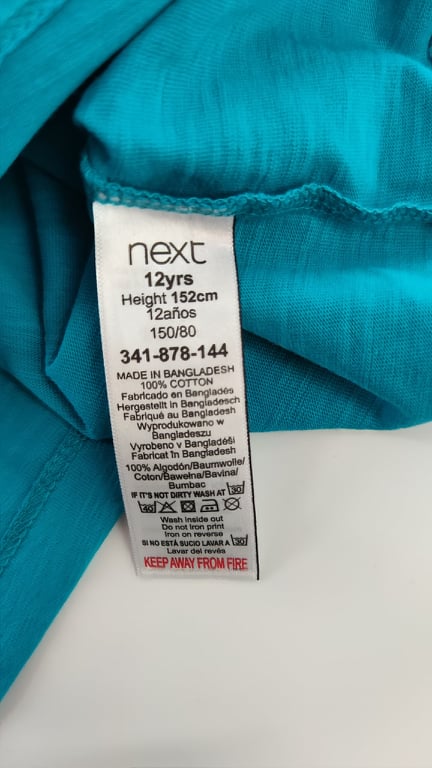 next
12yrs
Height 152cm
12años
150/80
341-878-144
MADE IN BANGLADESH
100% COTTON
Fabricado en Bangladés
Hergestellt in Bangladesch
Fabriqué au Bangladesh
Wyprodukowano w
Bangladeszu
Vyrobeno v Bangladéši
Fabricat în Bangladesh
100% Algodón/Baumwolle/
Coton/Bawełna/Bavlna/
Bumbac
IF IT'S NOT DIRTY WASH AT 30
40
Wash inside out
Do not Iron print
Iron on reverse
SI NO ESTÁ SUCIO LAVAR A 30
Lavar del revés
KEEP AWAY FROM FIRE